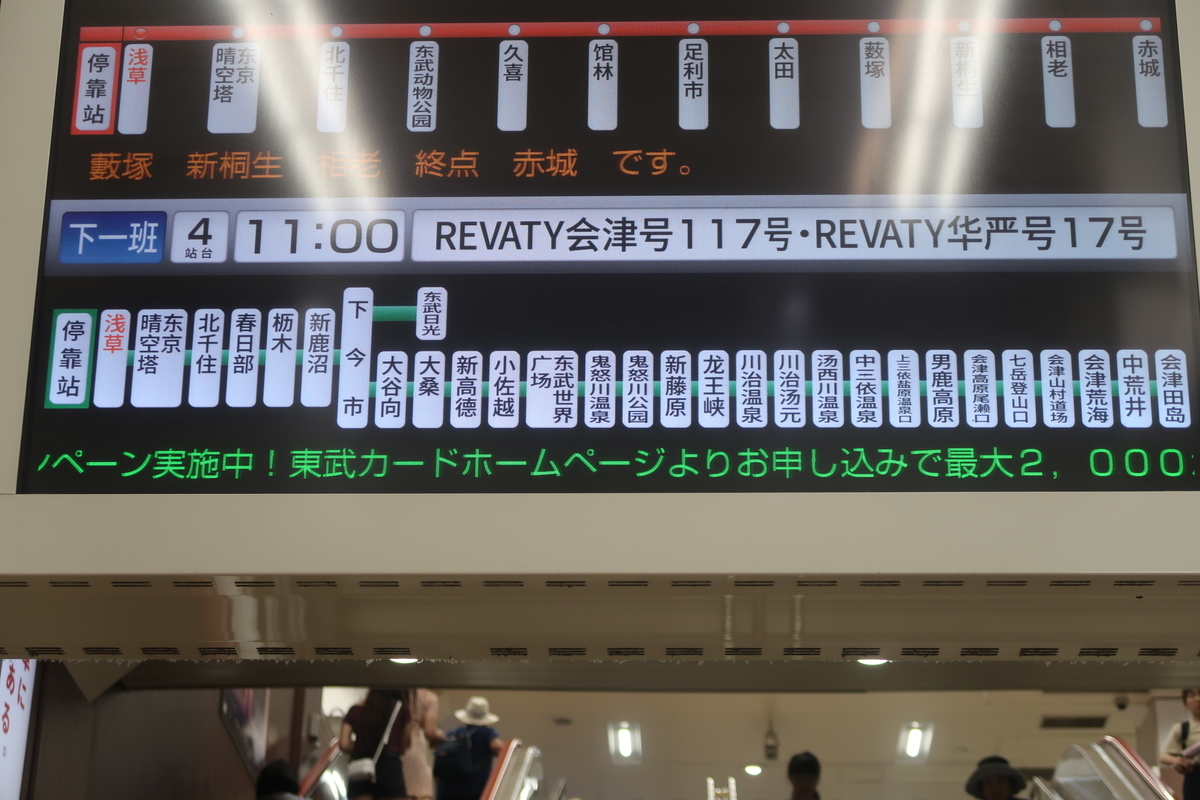 停靠站 浅草 东京晴空塔 北千住 东武动物公园 久喜 馆林 足利市 太田 薮塚 新桐生 相老 赤城
藪塚 新桐生 相老 終点 赤城 です。
下一班 4 站台 11:00 REVATY会津号117号・REVATY华严号17号
东武日光
停靠站 浅草 东京晴空塔 北千住 春日部 枥木 新鹿沼 下今市 大谷向 大桑 新高德 小佐越 东武世界广场 鬼怒川温泉 鬼怒川公园 新藤原 龙王峡 川治温泉 川治汤元 汤西川温泉 中三依温泉 上三依盐原温泉口 男鹿高原 会津高原尾濑口 七岳登山口 会津山村道场 会津荒海 中荒井 会津田岛
ペーン実施中！東武カードホームページよりお申し込みで最大２，０００
に
ある。